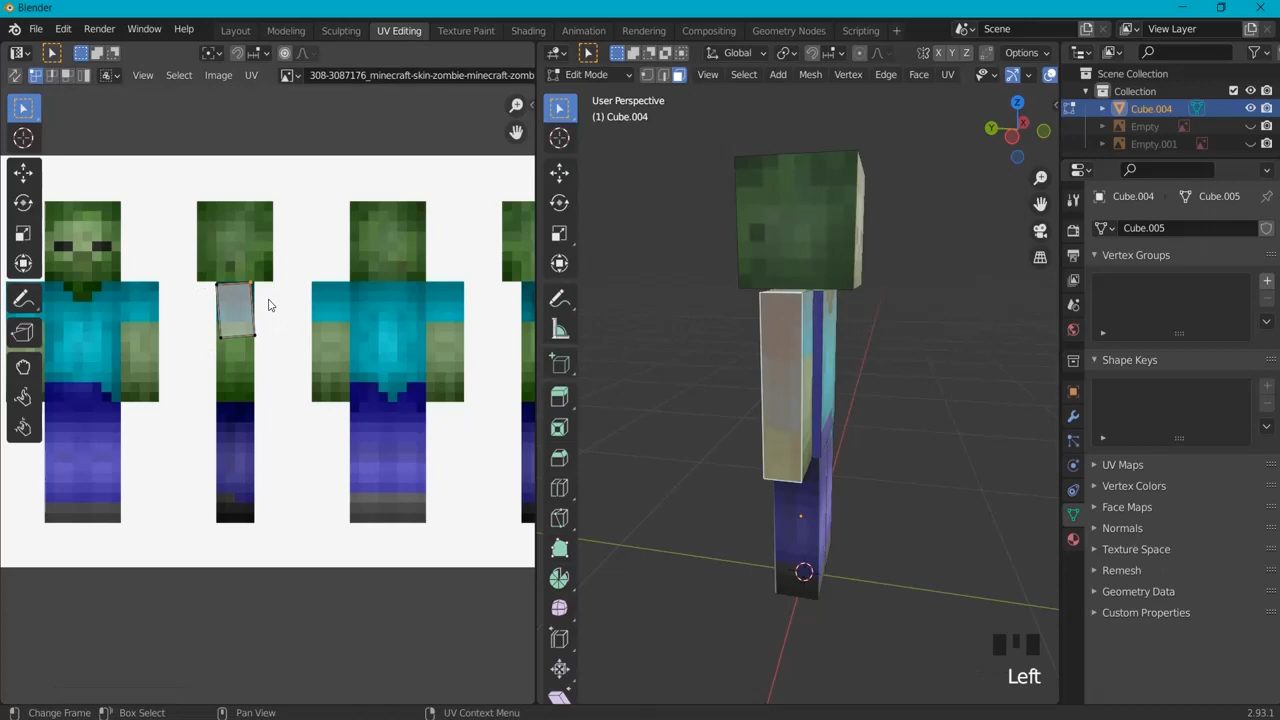 Blender
File Edit Render Window Help Layout Modeling Sculpting UV Editing Texture Paint Shading Animation Rendering Compositing Geometry Nodes Scripting + Scene View Layer
Global X Y Z Options
View Select Image UV 308-3087176_minecraft-skin-zombie-minecraft-zomb Edit Mode View Select Add Mesh Vertex Edge Face UV
Scene Collection
Collection
Cube.004
Empty
Empty.001
User Perspective
(1) Cube.004
Z
X
Y
Cube.004 Cube.005
Cube.005
Vertex Groups
Shape Keys
UV Maps
Vertex Colors
Face Maps
Normals
Texture Space
Remesh
Geometry Data
Custom Properties
Left
Change Frame Box Select Pan View UV Context Menu 2.93.1